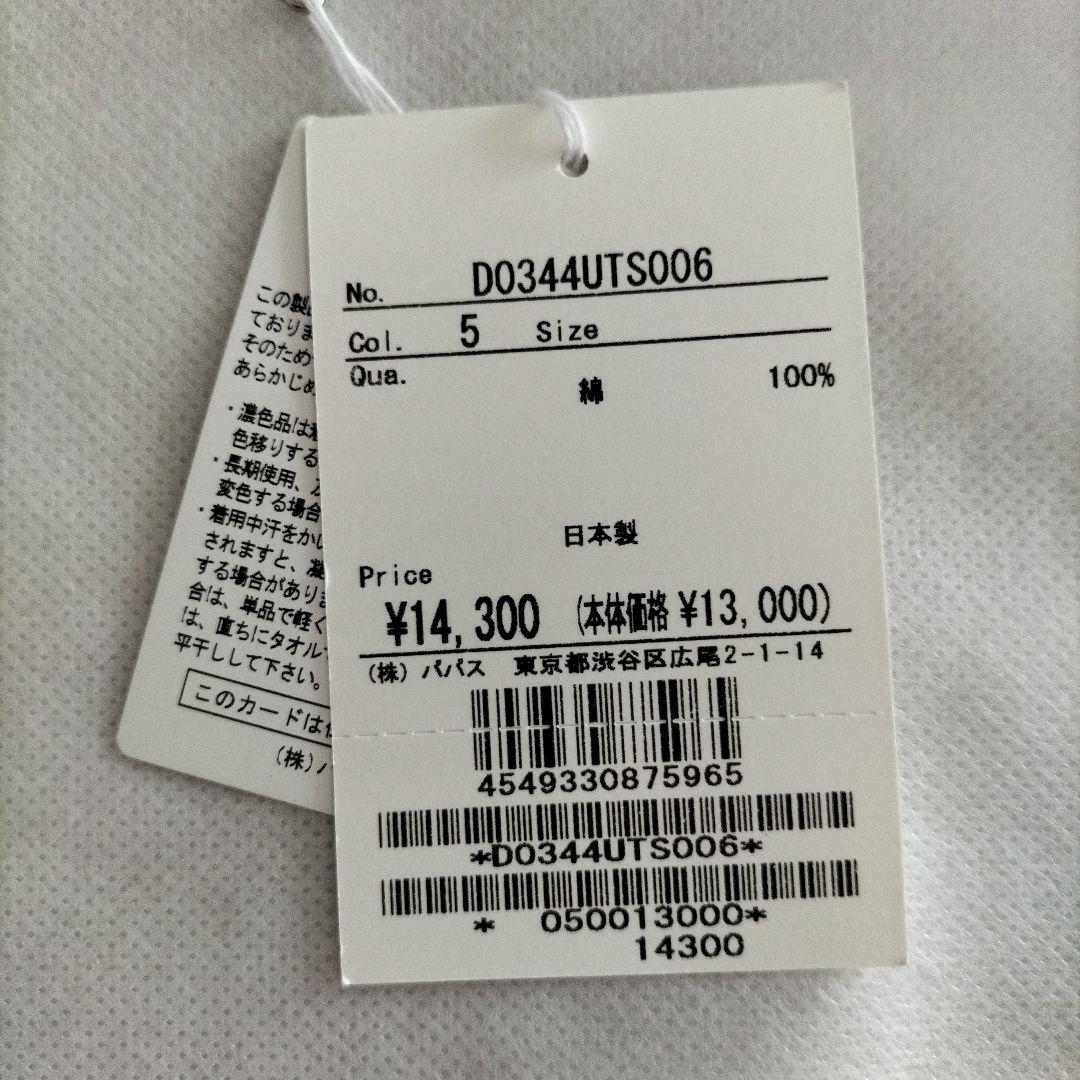 No. D0344UTS006
Col. 5 Size
Qua. 綿 100%
日本製
Price
¥14,300 (本体価格 ¥13,000)
(株) パパス 東京都渋谷区広尾2-1-14
4549330875965
*D0344UTS006*
* 050013000*
14300
この製
ておりま
そのため
あらかじめ
・濃色品は
色移りする
・長期使用、
変色する場合
・着用中汗をかい
されますと、
する場合がありま
合は、単品で軽く
は、直ちにタオル
平干しして下さい。
このカードは
(株)